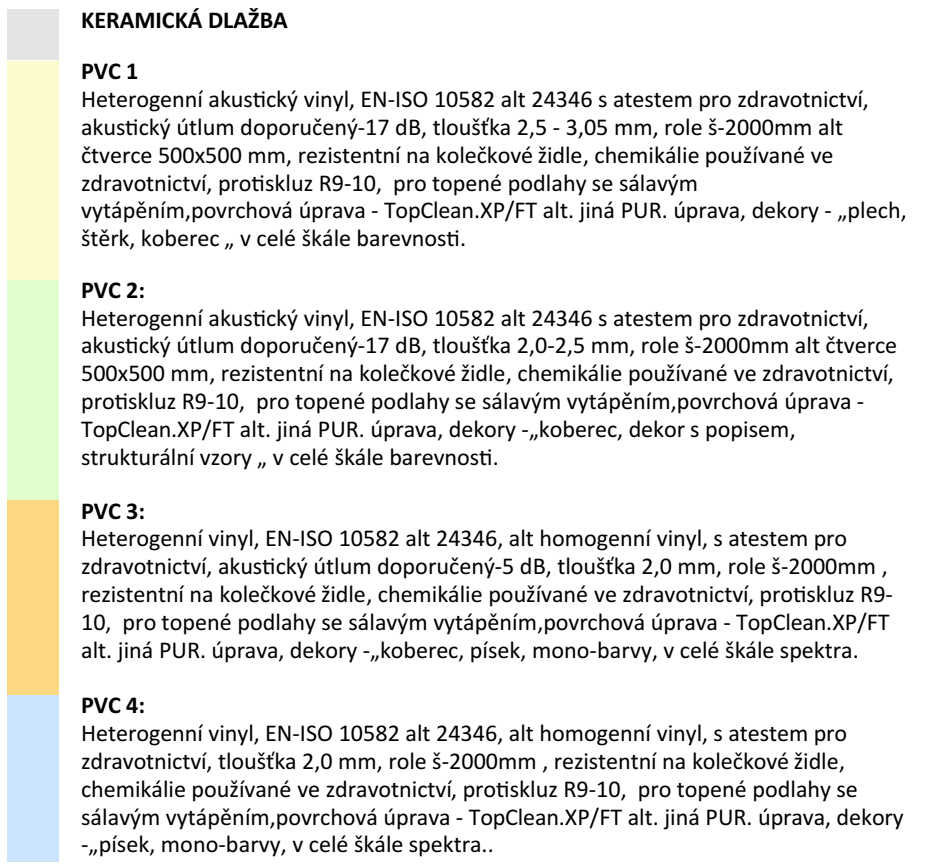 KERAMICKÁ DLAŽBA
PVC 1
Heterogenní akustický vinyl, EN-ISO 10582 alt 24346 s atestem pro zdravotnictví,
akustický útlum doporučený-17 dB, tloušťka 2,5 - 3,05 mm, role š-2000mm alt
čtverce 500x500 mm, rezistentní na kolečkové židle, chemikálie používané ve
zdravotnictví, protiskluz R9-10,  pro topené podlahy se sálavým
vytápěním,povrchová úprava - TopClean.XP/FT alt. jiná PUR. úprava, dekory - „plech,
štěrk, koberec „ v celé škále barevnosti.
PVC 2:
Heterogenní akustický vinyl, EN-ISO 10582 alt 24346 s atestem pro zdravotnictví,
akustický útlum doporučený-17 dB, tloušťka 2,0-2,5 mm, role š-2000mm alt čtverce
500x500 mm, rezistentní na kolečkové židle, chemikálie používané ve zdravotnictví,
protiskluz R9-10,  pro topené podlahy se sálavým vytápěním,povrchová úprava -
TopClean.XP/FT alt. jiná PUR. úprava, dekory -„koberec, dekor s popisem,
strukturální vzory „ v celé škále barevnosti.
PVC 3:
Heterogenní vinyl, EN-ISO 10582 alt 24346, alt homogenní vinyl, s atestem pro
zdravotnictví, akustický útlum doporučený-5 dB, tloušťka 2,0 mm, role š-2000mm ,
rezistentní na kolečkové židle, chemikálie používané ve zdravotnictví, protiskluz R9-
10,  pro topené podlahy se sálavým vytápěním,povrchová úprava - TopClean.XP/FT
alt. jiná PUR. úprava, dekory -„koberec, písek, mono-barvy, v celé škále spektra.
PVC 4:
Heterogenní vinyl, EN-ISO 10582 alt 24346, alt homogenní vinyl, s atestem pro
zdravotnictví, tloušťka 2,0 mm, role š-2000mm , rezistentní na kolečkové židle,
chemikálie používané ve zdravotnictví, protiskluz R9-10,  pro topené podlahy se
sálavým vytápěním,povrchová úprava - TopClean.XP/FT alt. jiná PUR. úprava, dekory
-„písek, mono-barvy, v celé škále spektra..